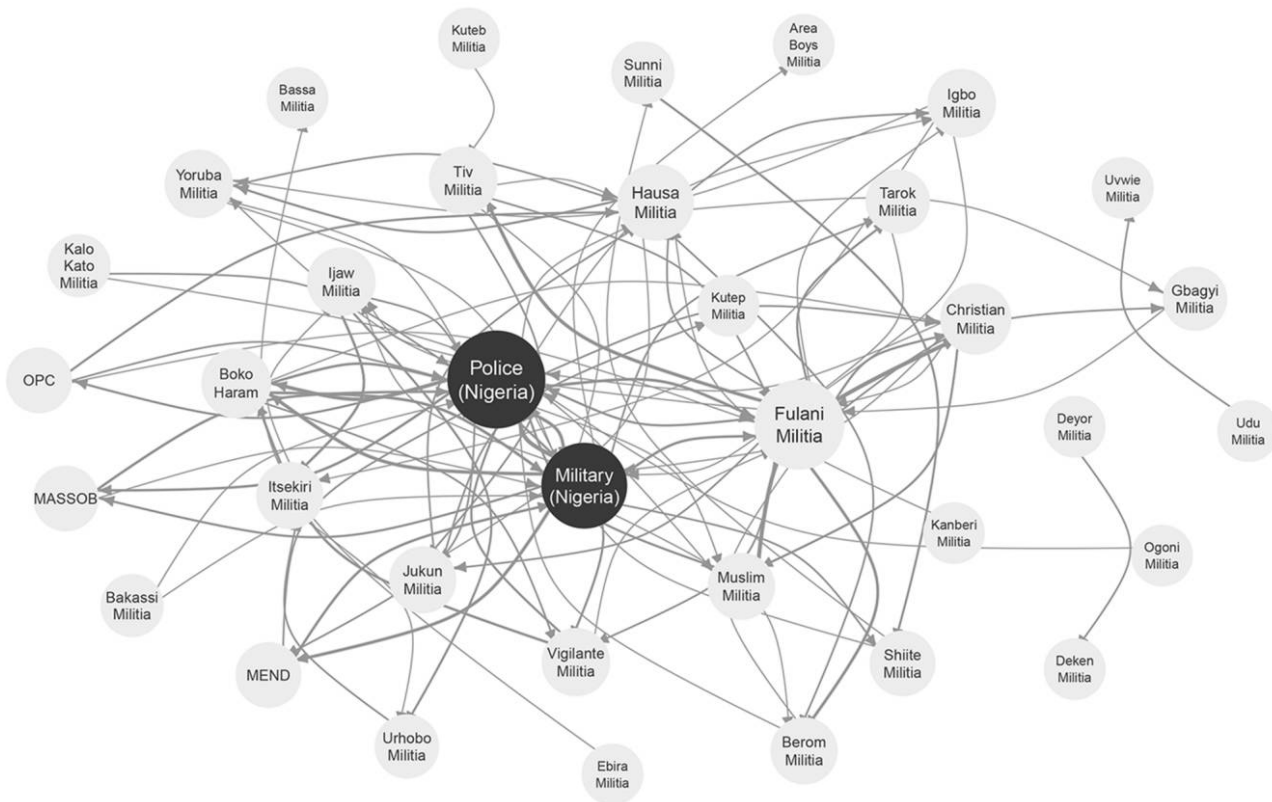 Kuteb
Militia
Area
Boys
Militia
Sunni
Militia
Bassa
Militia
Igbo
Militia
Yoruba
Militia
Tiv
Militia
Hausa
Militia
Tarok
Militia
Uvwie
Militia
Kalo
Kato
Militia
Ijaw
Militia
Kutep
Militia
Christian
Militia
Gbagyi
Militia
OPC
Boko
Haram
Police
(Nigeria)
Fulani
Militia
Deyor
Militia
Udu
Militia
MASSOB
Itsekiri
Militia
Military
(Nigeria)
Kanberi
Militia
Ogoni
Militia
Bakassi
Militia
Jukun
Militia
Muslim
Militia
MEND
Vigilante
Militia
Shiite
Militia
Deken
Militia
Urhobo
Militia
Ebira
Militia
Berom
Militia